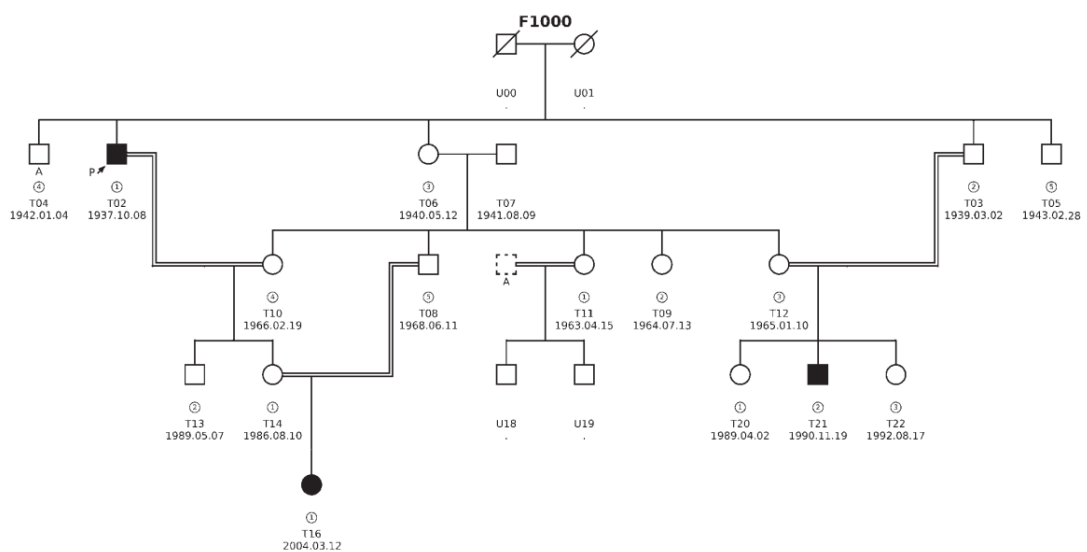 F1000
U00 U01
. .
A
P
④ ① ③ ② ⑤
T04 T02 T06 T07 T03 T05
1942.01.04 1937.10.08 1940.05.12 1941.08.09 1939.03.02 1943.02.28
A
④ ⑤ ① ② ③
T10 T08 T11 T09 T12
1966.02.19 1968.06.11 1963.04.15 1964.07.13 1965.01.10
② ① ① ② ③
T13 T14 U18 U19 T20 T21 T22
1989.05.07 1986.08.10 . . 1989.04.02 1990.11.19 1992.08.17
①
T16
2004.03.12